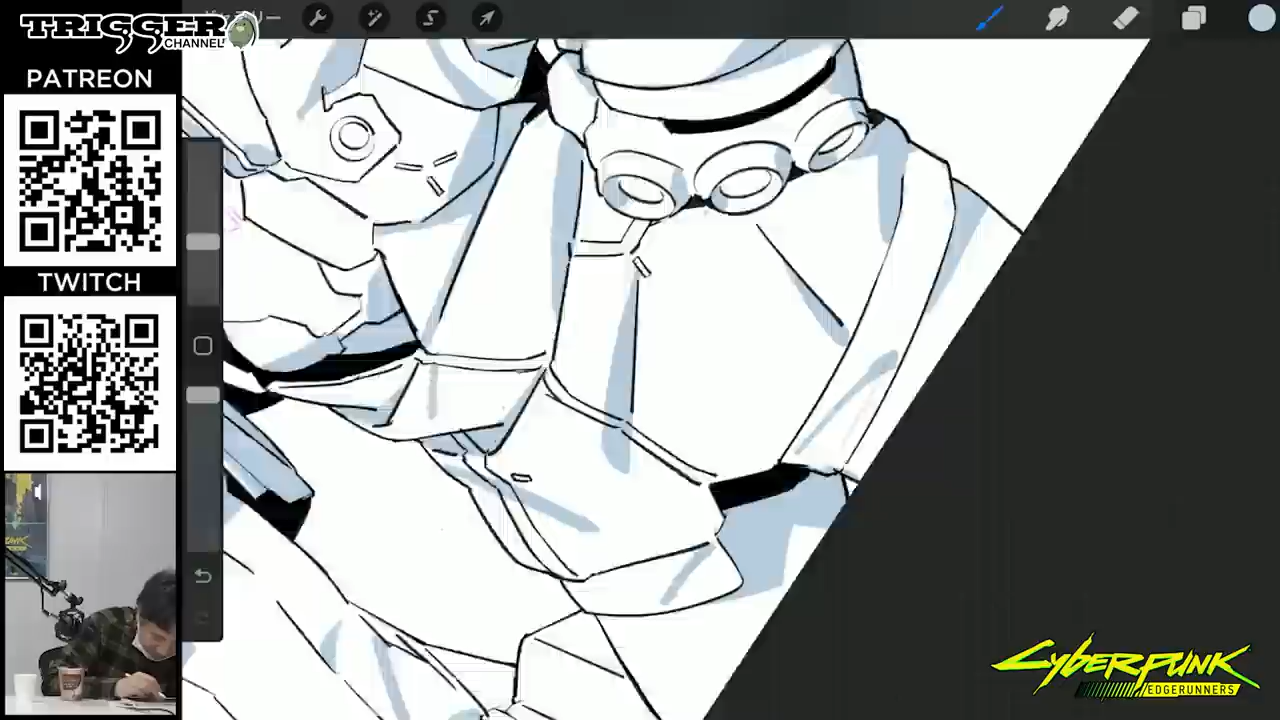 TRIGGER
CHANNEL
PATREON
TWITCH
CYBERPUNK
EDGERUNNERS